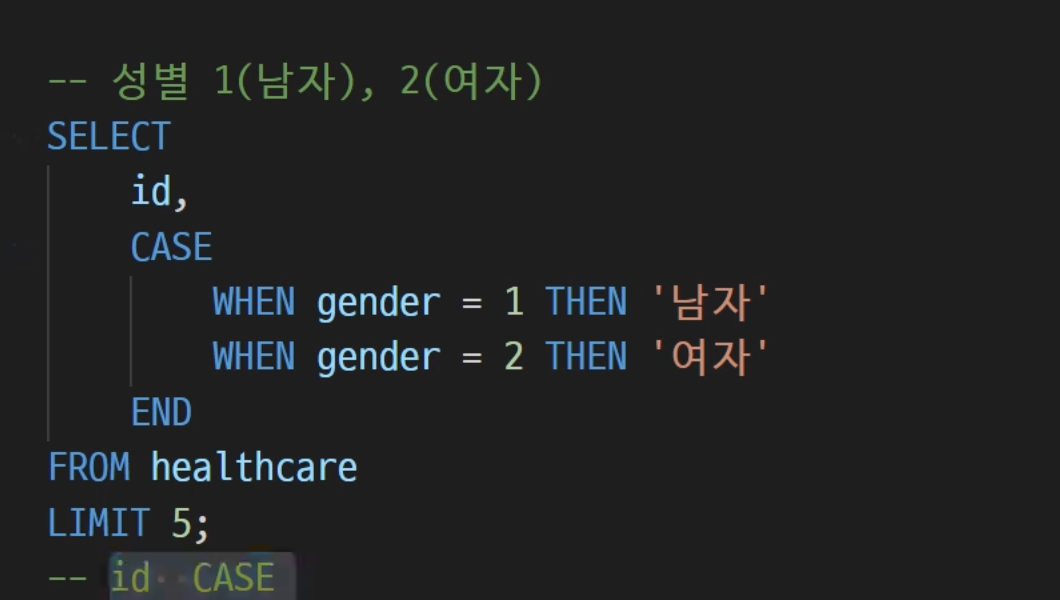 -- 성별 1(남자), 2(여자)
SELECT
id,
CASE
WHEN gender = 1 THEN '남자'
WHEN gender = 2 THEN '여자'
END
FROM healthcare
LIMIT 5;
-- id  CASE